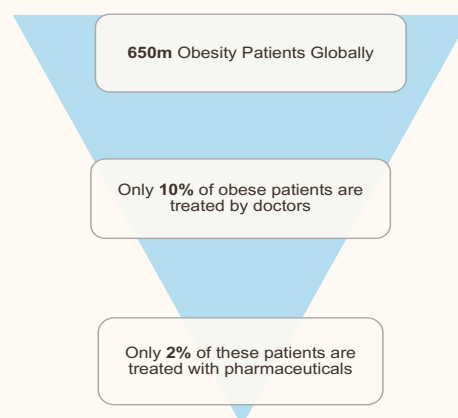 650m Obesity Patients Globally
Only 10% of obese patients are
treated by doctors
Only 2% of these patients are
treated with pharmaceuticals